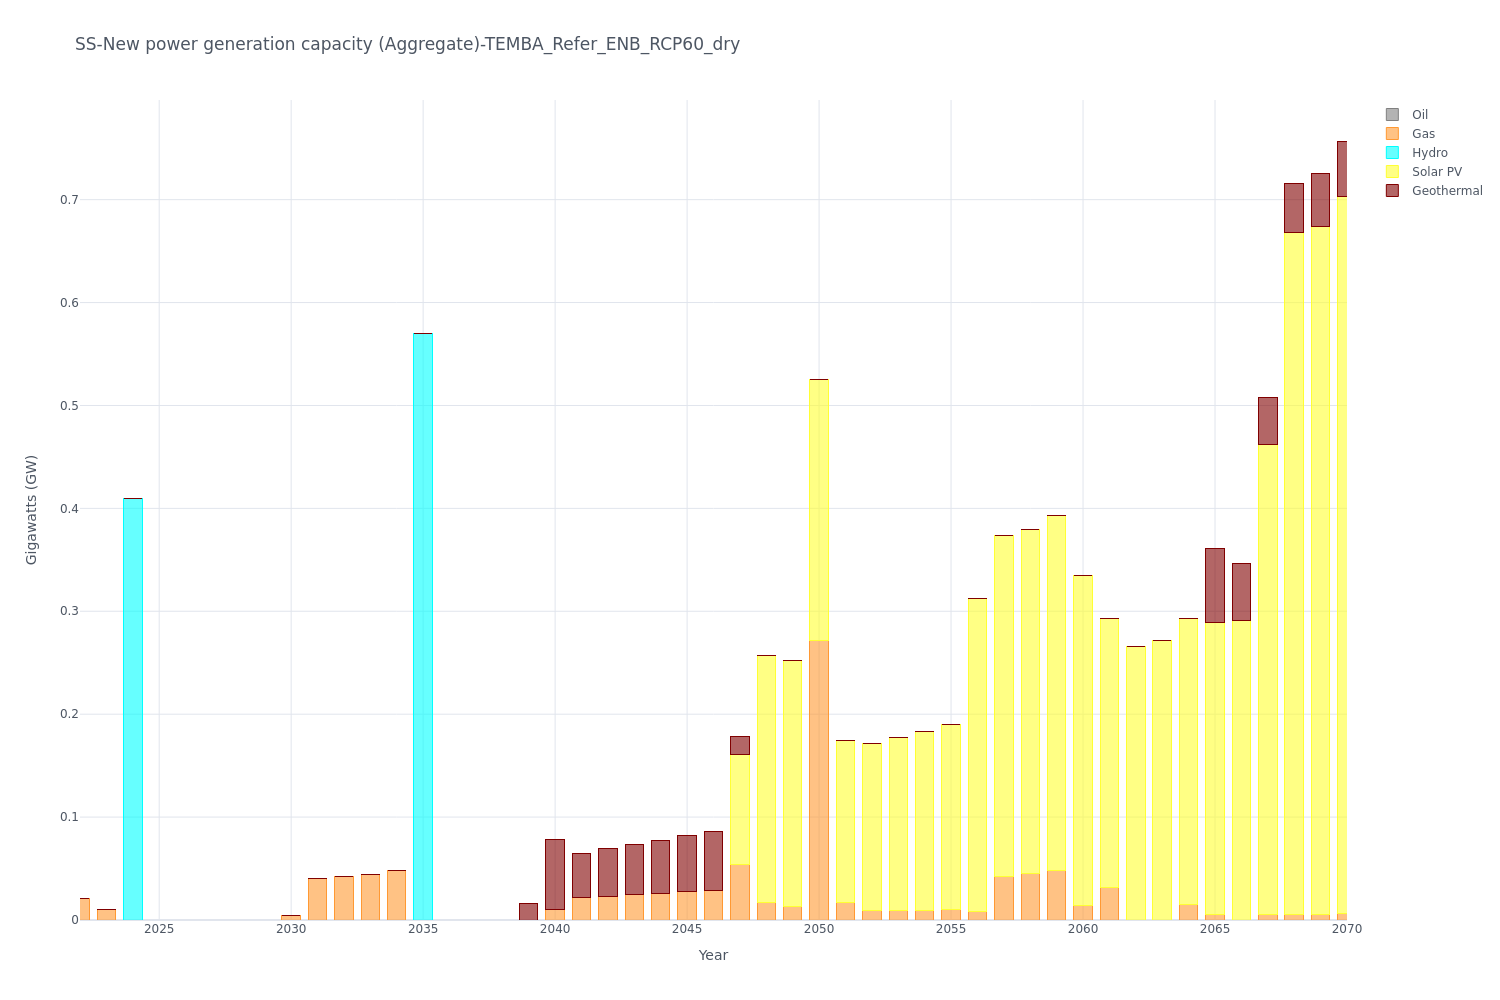 SS-New power generation capacity (Aggregate)-TEMBA_Refer_ENB_RCP60_dry
Oil
Gas
Hydro
Solar PV
Geothermal
0.7
0.6
0.5
0.4
0.3
0.2
0.1
0
Gigawatts (GW)
2025
2030
2035
2040
2045
2050
2055
2060
2065
2070
Year